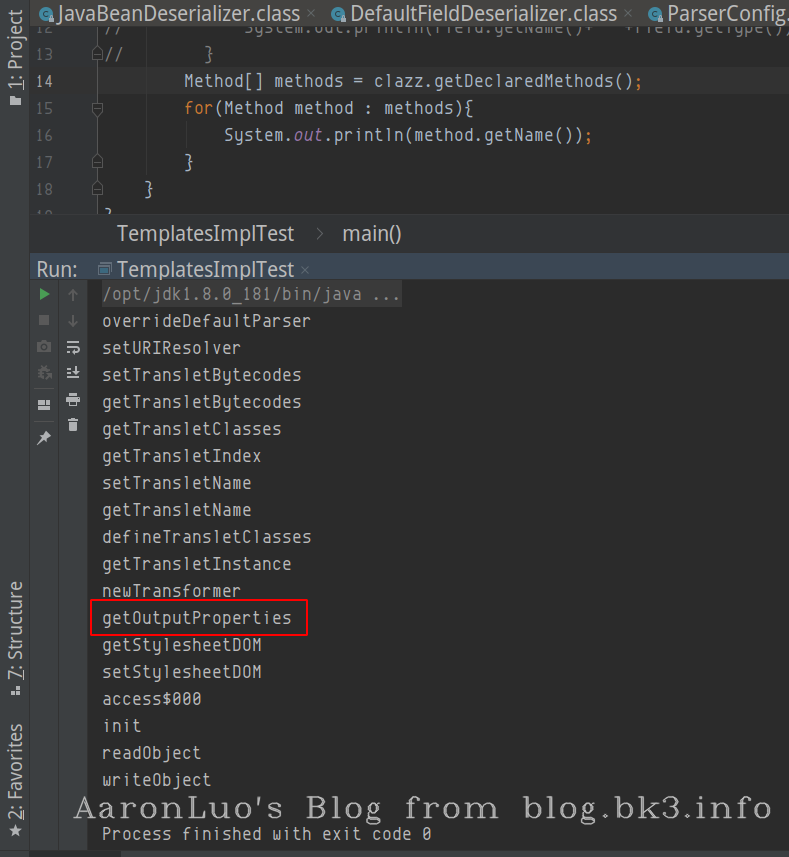 JavaBeanDeserializer.class × DefaultFieldDeserializer.class × ParserConfig.
12 // System.out.println(field.getName()+ +field.getType())
13 // }
14 Method[] methods = clazz.getDeclaredMethods();
15 for(Method method : methods){
16 System.out.println(method.getName());
17 }
18 }
}
TemplatesImplTest > main()
Run: TemplatesImplTest ×
/opt/jdk1.8.0_181/bin/java ...
overrideDefaultParser
setURIResolver
setTransletBytecodes
getTransletBytecodes
getTransletClasses
getTransletIndex
setTransletName
getTransletName
defineTransletClasses
getTransletInstance
newTransformer
getOutputProperties
getStylesheetDOM
setStylesheetDOM
access$000
init
readObject
writeObject
AaronLuo's Blog from blog.bk3.info
Process finished with exit code 0
1: Project
7: Structure
2: Favorites